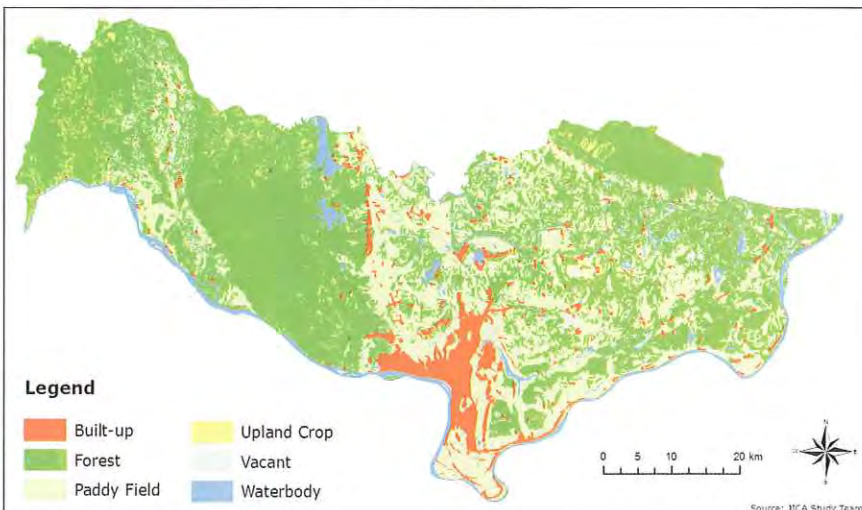 Legend
Built-up
Forest
Paddy Field
Upland Crop
Vacant
Waterbody
0 5 10 20 km
Source: JICA Study Team